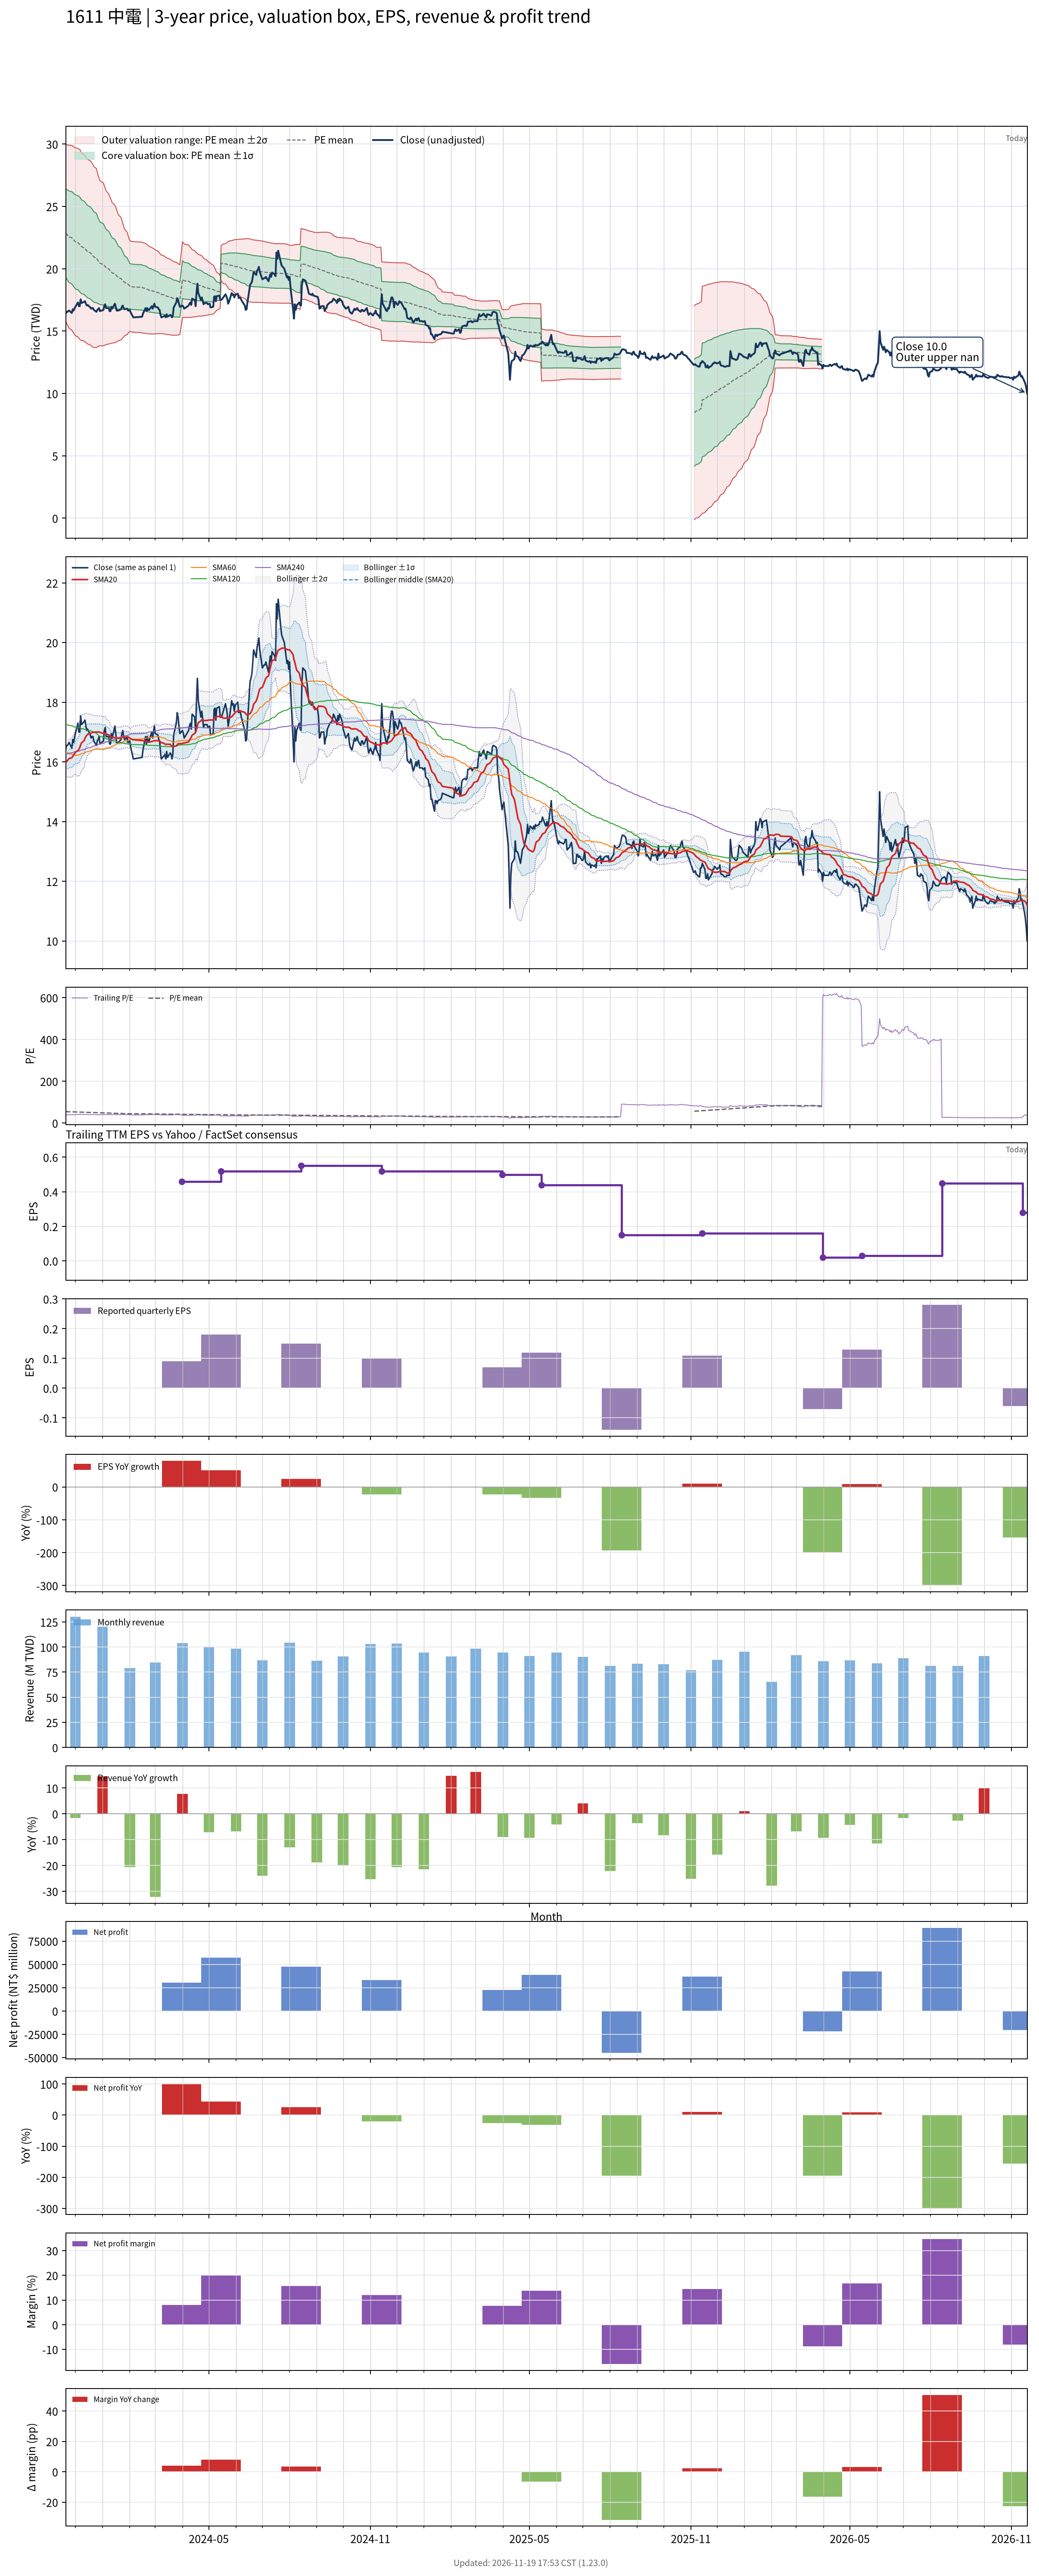 1611 中電 | 3-year price, valuation box, EPS, revenue & profit trend
Outer valuation range: PE mean ±2σ
PE mean
Close (unadjusted)
Core valuation box: PE mean ±1σ
Today
30
25
20
15
10
5
0
Price (TWD)
Close 10.0
Outer upper nan
Close (same as panel 1)
SMA20
SMA60
SMA120
SMA240
Bollinger ±2σ
Bollinger ±1σ
Bollinger middle (SMA20)
22
20
18
16
14
12
10
Price
Trailing P/E
P/E mean
600
400
200
0
P/E
Trailing TTM EPS vs Yahoo / FactSet consensus
Today
0.6
0.4
0.2
0.0
EPS
Reported quarterly EPS
0.3
0.2
0.1
0.0
-0.1
EPS
EPS YoY growth
0
-100
-200
-300
YoY (%)
Monthly revenue
125
100
75
50
25
0
Revenue (M TWD)
Revenue YoY growth
10
0
-10
-20
-30
YoY (%)
Month
Net profit
75000
50000
25000
0
-25000
-50000
Net profit (NT$ million)
Net profit YoY
100
0
-100
-200
-300
YoY (%)
Net profit margin
30
20
10
0
-10
Margin (%)
Margin YoY change
40
20
0
-20
Δ margin (pp)
2024-05
2024-11
2025-05
2025-11
2026-05
2026-11
Updated: 2026-11-19 17:53 CST (1.23.0)